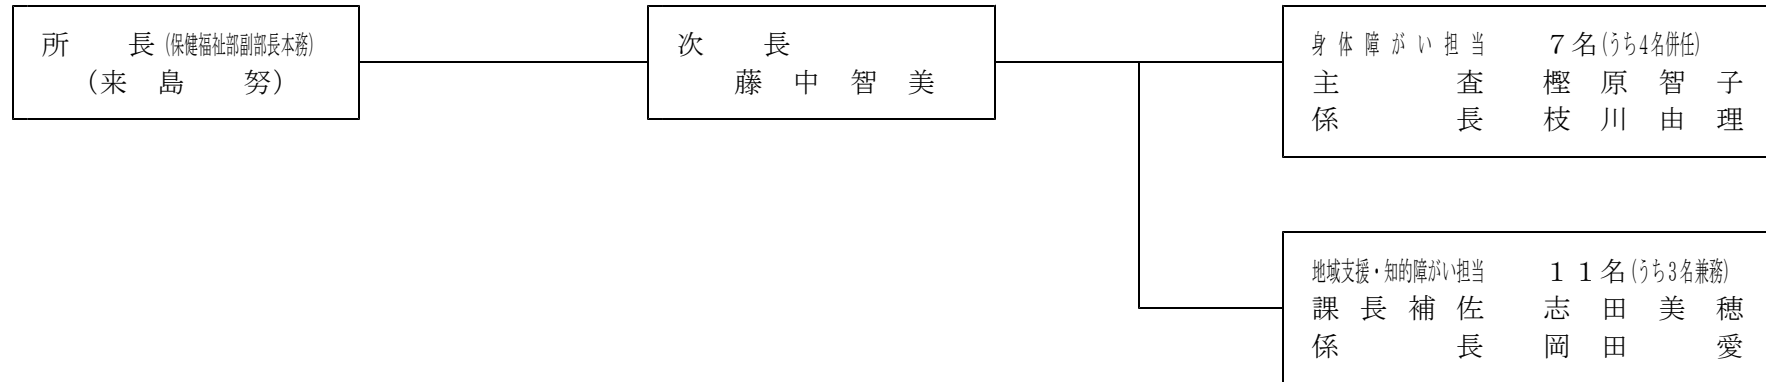 所　　長(保健福祉部副部長本務)
(来　島　　努)
次　　長
藤　中　智　美
身体障がい担当　７名(うち4名併任)
主　　　査　樫　原　智　子
係　　　長　枝　川　由　理
地域支援・知的障がい担当　１１名(うち3名兼務)
課長補佐　志　田　美　穂
係　　　長　岡　田　　愛